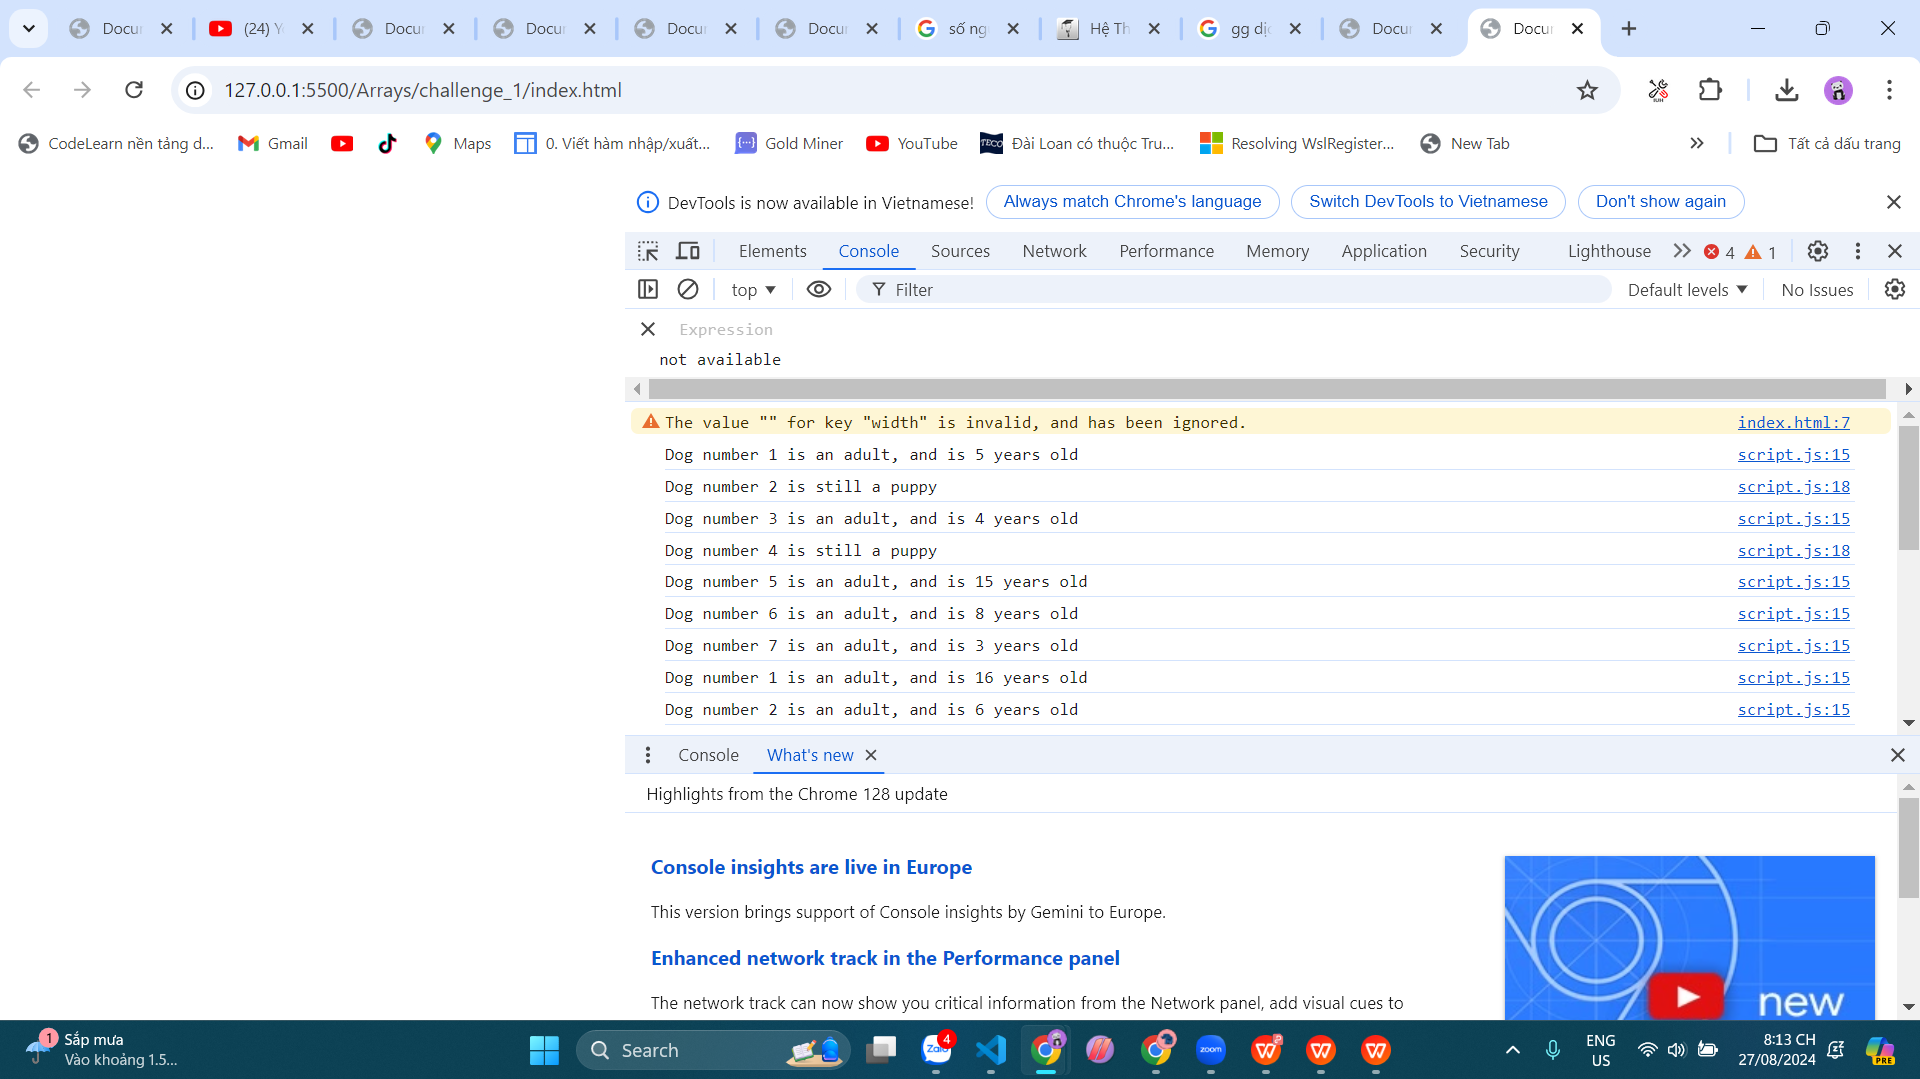 Docur
(24) Yo
Docur
Docur
Docur
Docur
số ng
Hệ Th
gg dịc
Docur
Docur
127.0.0.1:5500/Arrays/challenge_1/index.html
CodeLearn nền tảng d...
Gmail
Maps
0. Viết hàm nhập/xuất...
Gold Miner
YouTube
TECO
Đài Loan có thuộc Tru...
Resolving WslRegister...
New Tab
Tất cả dấu trang
DevTools is now available in Vietnamese!
Always match Chrome's language
Switch DevTools to Vietnamese
Don't show again
Elements
Console
Sources
Network
Performance
Memory
Application
Security
Lighthouse
4
1
top
Filter
Default levels
No Issues
Expression
not available
The value "" for key "width" is invalid, and has been ignored. index.html:7
Dog number 1 is an adult, and is 5 years old script.js:15
Dog number 2 is still a puppy script.js:18
Dog number 3 is an adult, and is 4 years old script.js:15
Dog number 4 is still a puppy script.js:18
Dog number 5 is an adult, and is 15 years old script.js:15
Dog number 6 is an adult, and is 8 years old script.js:15
Dog number 7 is an adult, and is 3 years old script.js:15
Dog number 1 is an adult, and is 16 years old script.js:15
Dog number 2 is an adult, and is 6 years old script.js:15
Console
What's new
Highlights from the Chrome 128 update
Console insights are live in Europe
This version brings support of Console insights by Gemini to Europe.
Enhanced network track in the Performance panel
The network track can now show you critical information from the Network panel, add visual cues to
new
1
Sắp mưa
Vào khoảng 1.5...
Search
Zalo
4
zoom
ENG
US
8:13 CH
27/08/2024
PRE